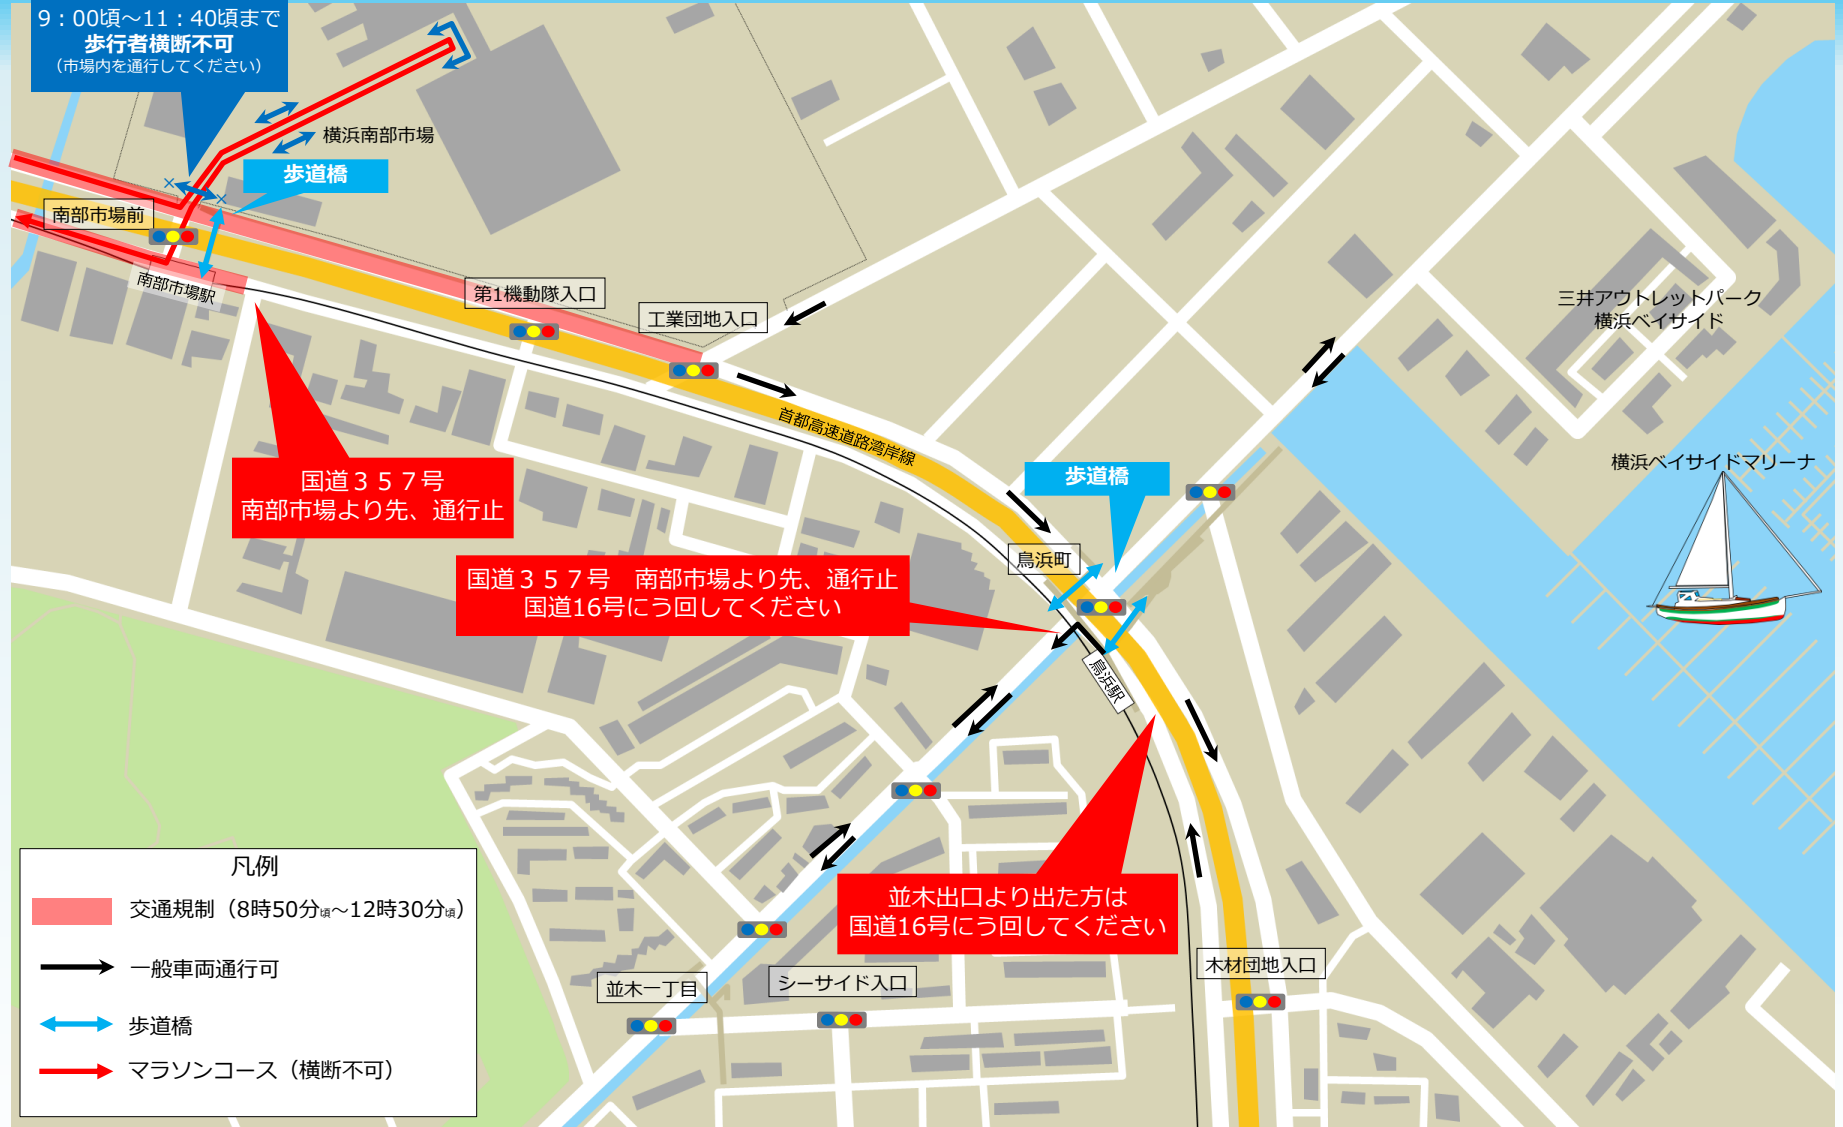 9：00頃～11：40頃まで
歩行者横断不可
（市場内を通行してください）
横浜南部市場
歩道橋
南部市場前
南部市場駅
第1機動隊入口
工業団地入口
首都高速道路湾岸線
三井アウトレットパーク
横浜ベイサイド
横浜ベイサイドマリーナ
国道３５７号
南部市場より先、通行止
歩道橋
鳥浜町
国道３５７号　南部市場より先、通行止
国道16号にう回してください
鳥浜駅
並木出口より出た方は
国道16号にう回してください
木材団地入口
シーサイド入口
並木一丁目
凡例
交通規制（8時50分頃～12時30分頃）
一般車両通行可
歩道橋
マラソンコース（横断不可）